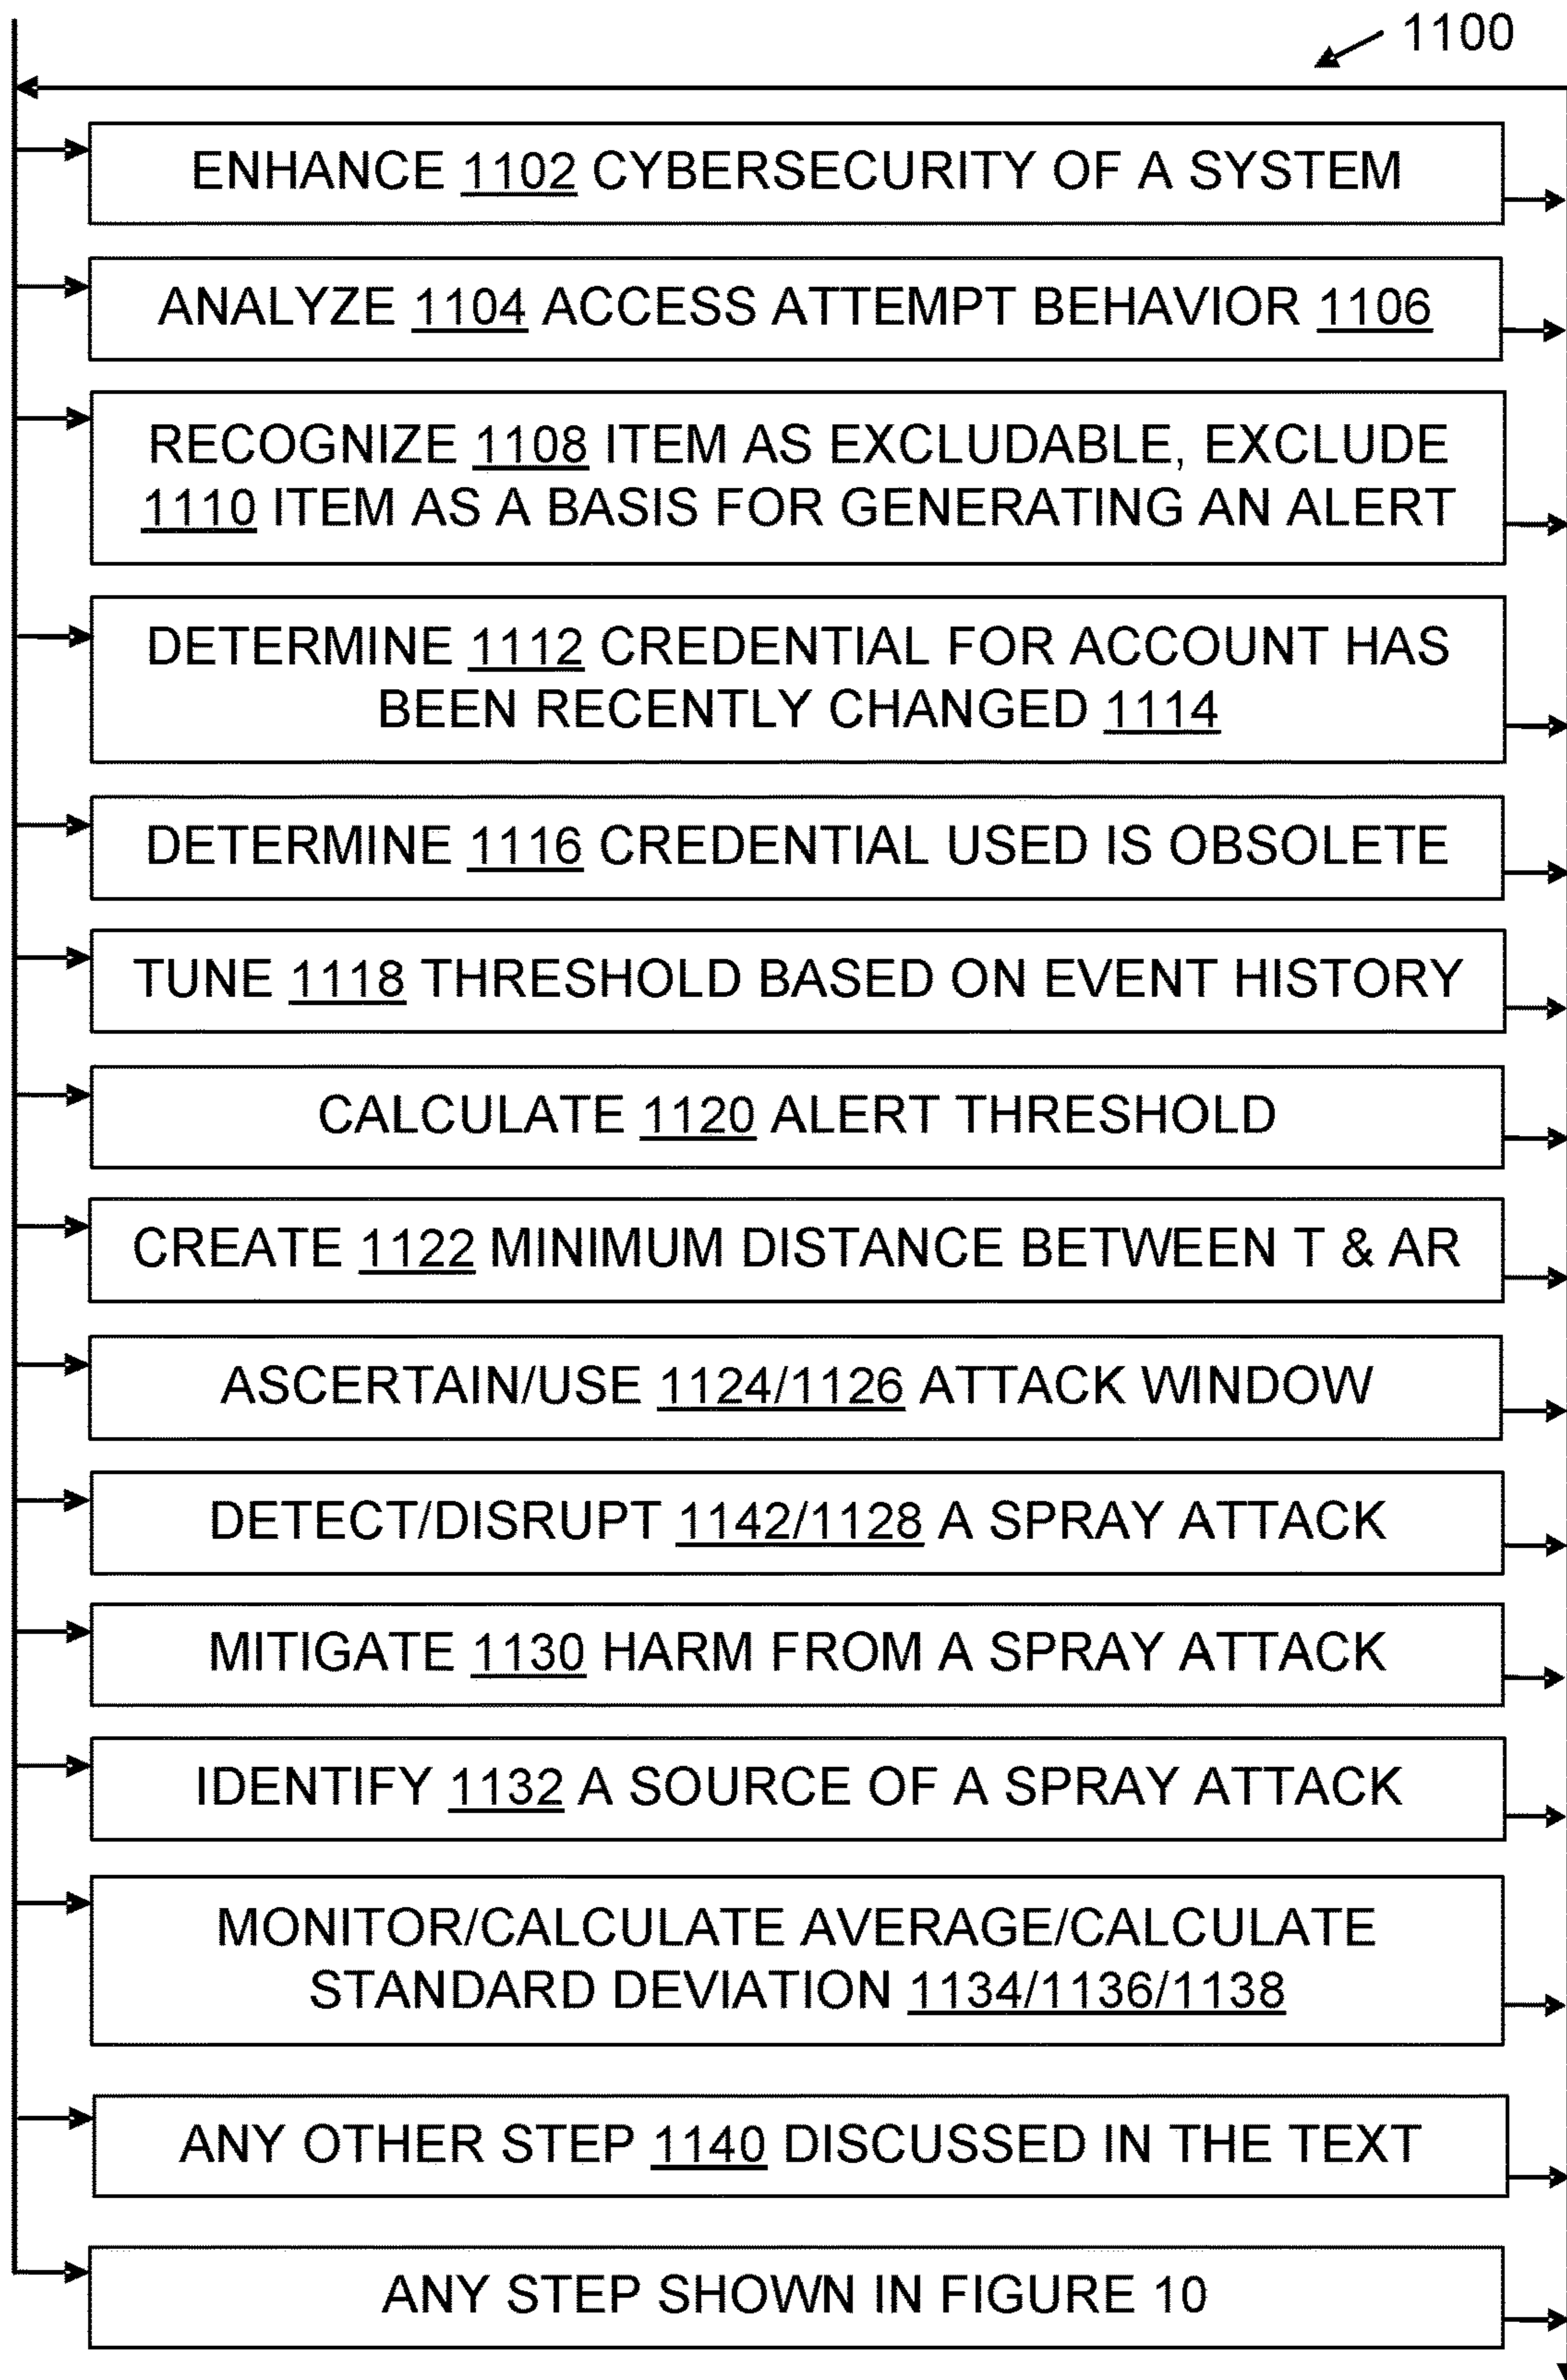 1100
ENHANCE 1102 CYBERSECURITY OF A SYSTEM
ANALYZE 1104 ACCESS ATTEMPT BEHAVIOR 1106
RECOGNIZE 1108 ITEM AS EXCLUDABLE, EXCLUDE
1110 ITEM AS A BASIS FOR GENERATING AN ALERT
DETERMINE 1112 CREDENTIAL FOR ACCOUNT HAS
BEEN RECENTLY CHANGED 1114
DETERMINE 1116 CREDENTIAL USED IS OBSOLETE
TUNE 1118 THRESHOLD BASED ON EVENT HISTORY
CALCULATE 1120 ALERT THRESHOLD
CREATE 1122 MINIMUM DISTANCE BETWEEN T & AR
ASCERTAIN/USE 1124/1126 ATTACK WINDOW
DETECT/DISRUPT 1142/1128 A SPRAY ATTACK
MITIGATE 1130 HARM FROM A SPRAY ATTACK
IDENTIFY 1132 A SOURCE OF A SPRAY ATTACK
MONITOR/CALCULATE AVERAGE/CALCULATE
STANDARD DEVIATION 1134/1136/1138
ANY OTHER STEP 1140 DISCUSSED IN THE TEXT
ANY STEP SHOWN IN FIGURE 10